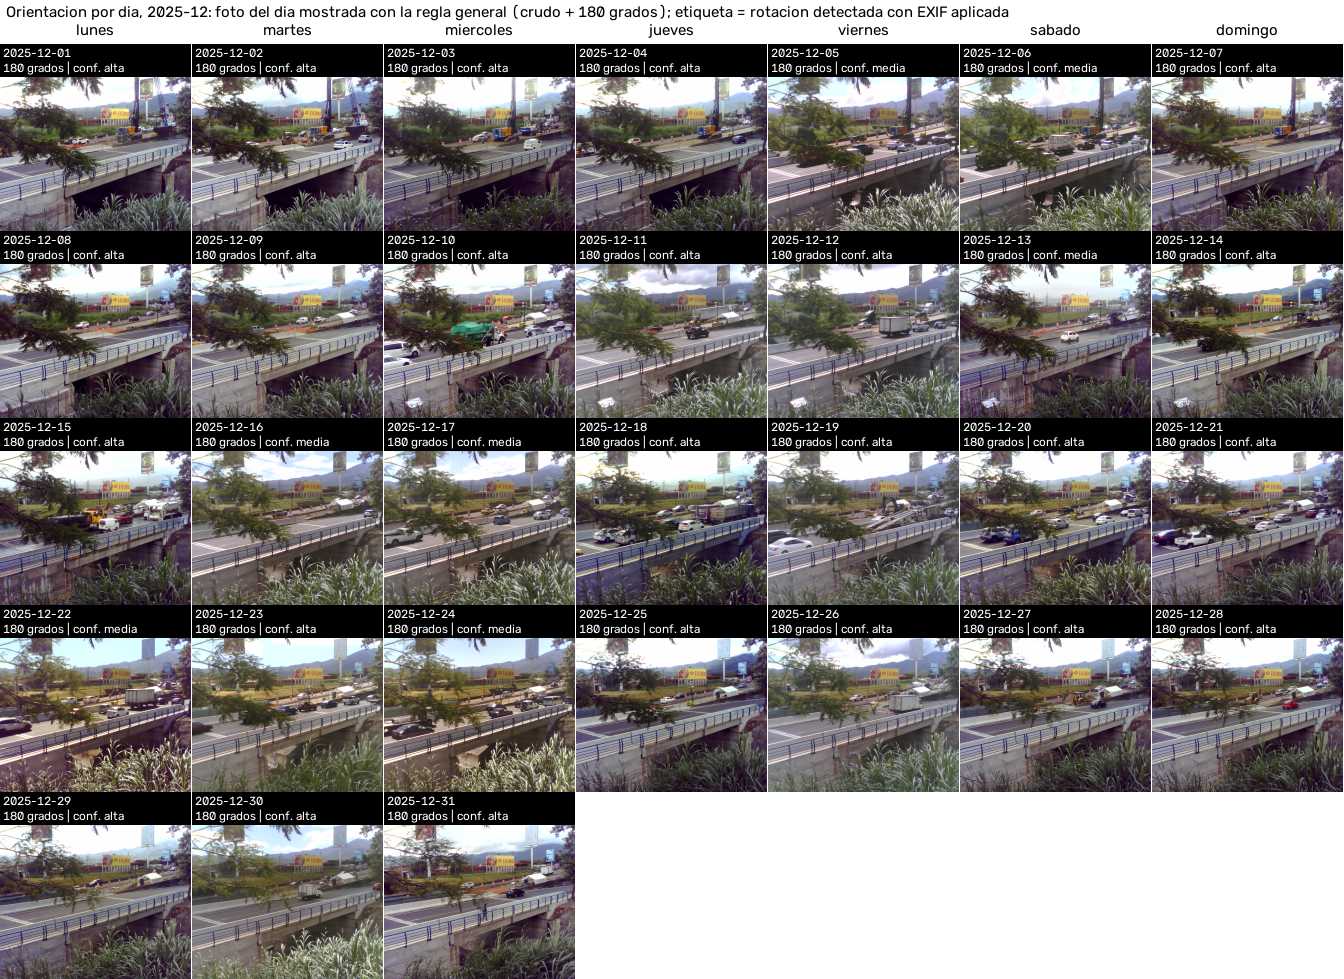 Orientacion por dia, 2025-12: foto del dia mostrada con la regla general (crudo + 180 grados); etiqueta = rotacion detectada con EXIF aplicada
lunes martes miercoles jueves viernes sabado domingo
2025-12-01 2025-12-02 2025-12-03 2025-12-04 2025-12-05 2025-12-06 2025-12-07
180 grados | conf. alta 180 grados | conf. alta 180 grados | conf. alta 180 grados | conf. alta 180 grados | conf. media 180 grados | conf. media 180 grados | conf. alta
2025-12-08 2025-12-09 2025-12-10 2025-12-11 2025-12-12 2025-12-13 2025-12-14
180 grados | conf. alta 180 grados | conf. alta 180 grados | conf. alta 180 grados | conf. alta 180 grados | conf. alta 180 grados | conf. media 180 grados | conf. alta
2025-12-15 2025-12-16 2025-12-17 2025-12-18 2025-12-19 2025-12-20 2025-12-21
180 grados | conf. alta 180 grados | conf. media 180 grados | conf. media 180 grados | conf. alta 180 grados | conf. alta 180 grados | conf. alta 180 grados | conf. alta
2025-12-22 2025-12-23 2025-12-24 2025-12-25 2025-12-26 2025-12-27 2025-12-28
180 grados | conf. media 180 grados | conf. alta 180 grados | conf. media 180 grados | conf. alta 180 grados | conf. alta 180 grados | conf. alta 180 grados | conf. alta
2025-12-29 2025-12-30 2025-12-31
180 grados | conf. alta 180 grados | conf. alta 180 grados | conf. alta